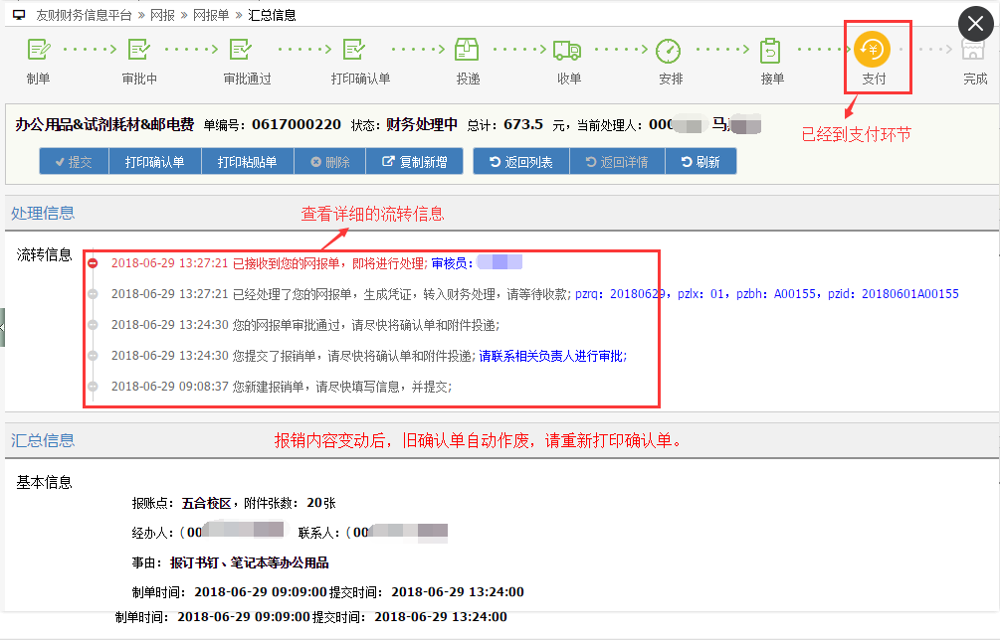 友财财务信息平台 » 网报 » 网报单 » 汇总信息
制单 审批中 审批通过 打印确认单 投递 收单 安排 接单 支付 完成
办公用品&试剂耗材&邮电费 单编号：0617000220 状态：财务处理中 总计：673.5 元，当前处理人：000 马
已经到支付环节
提交 打印确认单 打印粘贴单 删除 复制新增 返回列表 返回详情 刷新
处理信息
查看详细的流转信息
流转信息
2018-06-29 13:27:21 已接收到您的网报单，即将进行处理; 审核员：
2018-06-29 13:27:21 已经处理了您的网报单，生成凭证，转入财务处理，请等待收款; pzrq：20180629，pzlx：01，pzbh：A00155，pzid：20180601A00155
2018-06-29 13:24:30 您的网报单审批通过，请尽快将确认单和附件投递;
2018-06-29 13:24:30 您提交了报销单，请尽快将确认单和附件投递; 请联系相关负责人进行审批;
2018-06-29 09:08:37 您新建报销单，请尽快填写信息，并提交;
汇总信息
报销内容变动后，旧确认单自动作废，请重新打印确认单。
基本信息
报账点：五合校区，附件张数：20张
经办人：（00 联系人：（00
事由：报订书钉、笔记本等办公用品
制单时间：2018-06-29 09:09:00 提交时间：2018-06-29 13:24:00
制单时间：2018-06-29 09:09:00 提交时间：2018-06-29 13:24:00